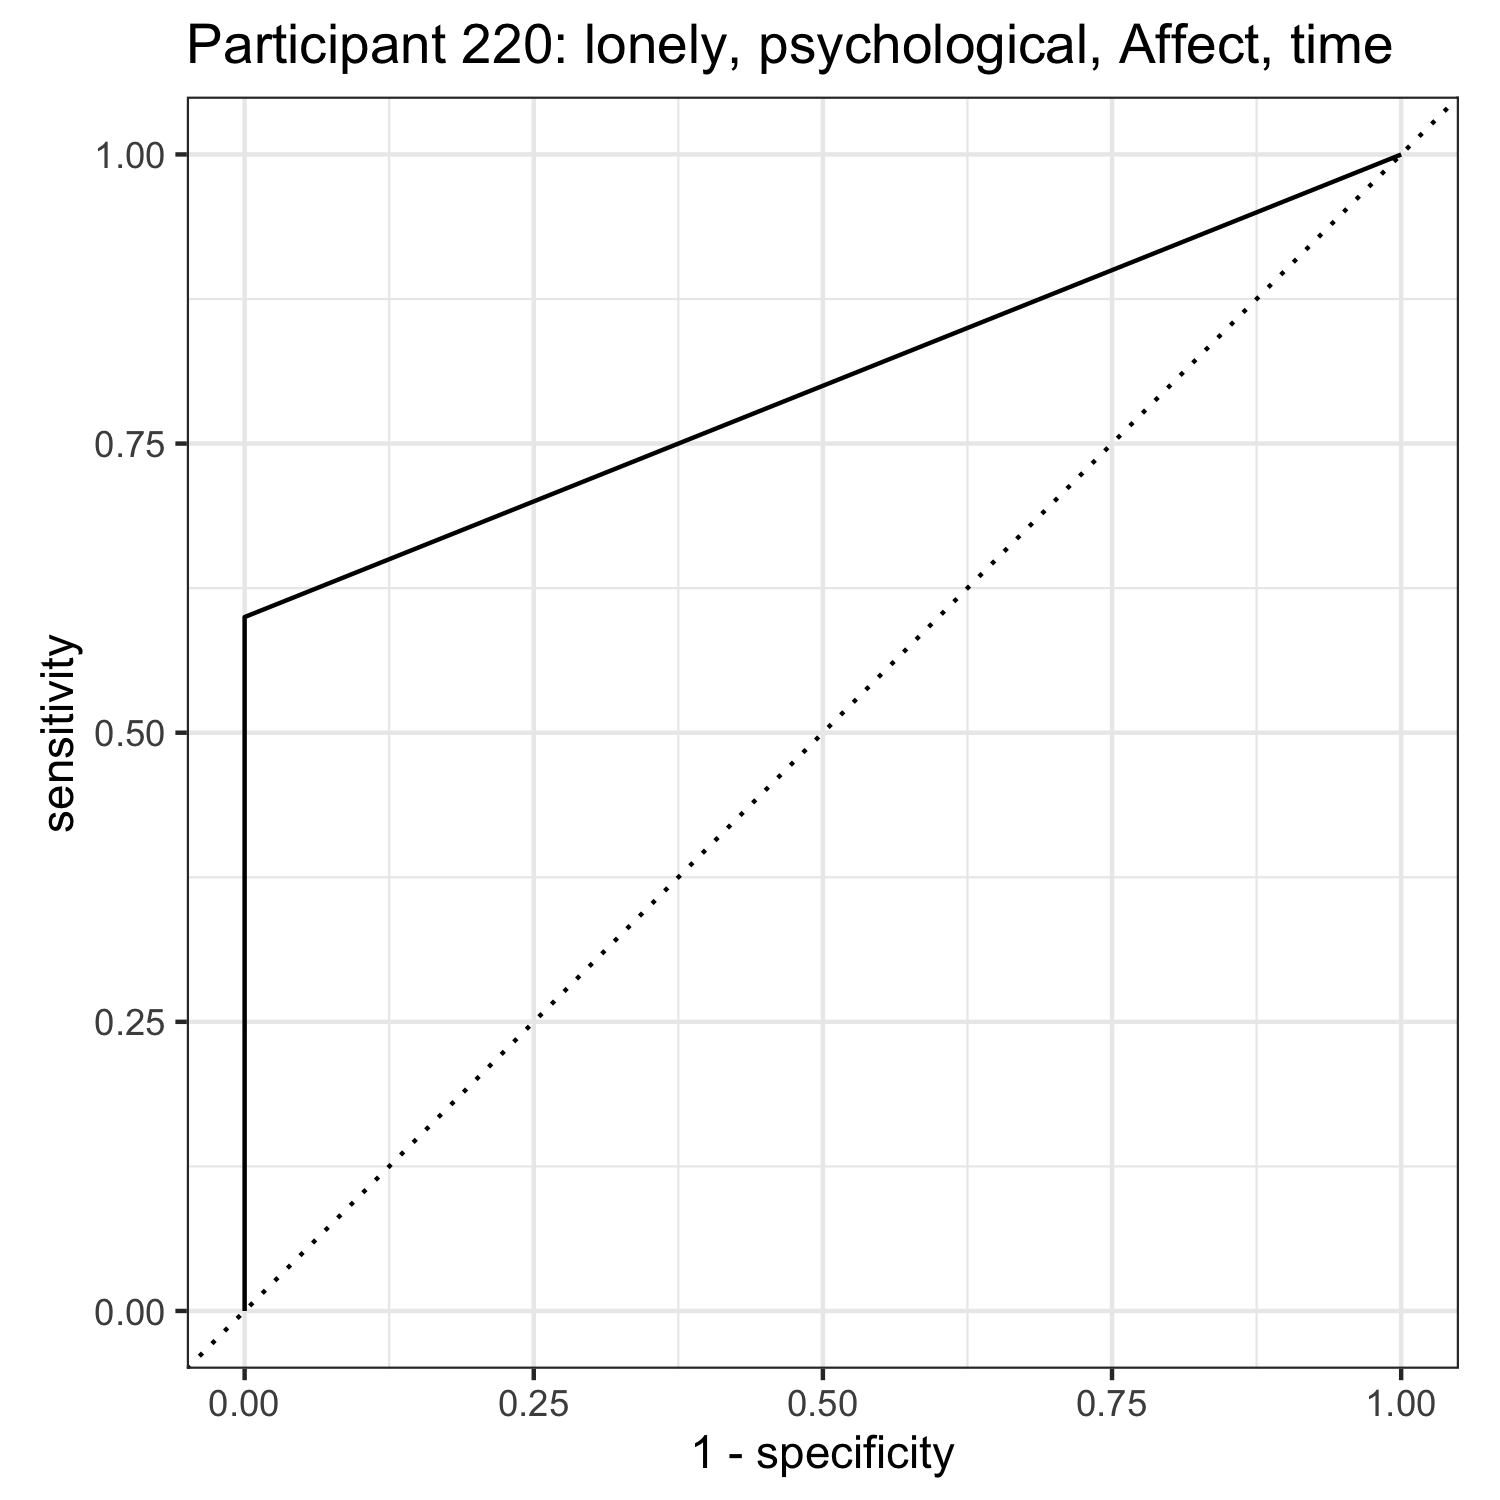 Participant 220: lonely, psychological, Affect, time
1.00
0.75
0.50
0.25
0.00
sensitivity
0.00 0.25 0.50 0.75 1.00
1 - specificity